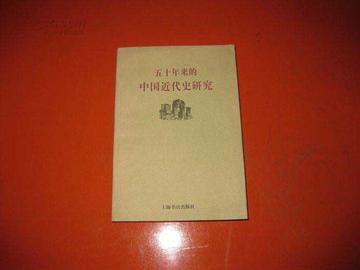 五十年来的
中国近代史研究
上海书店出版社